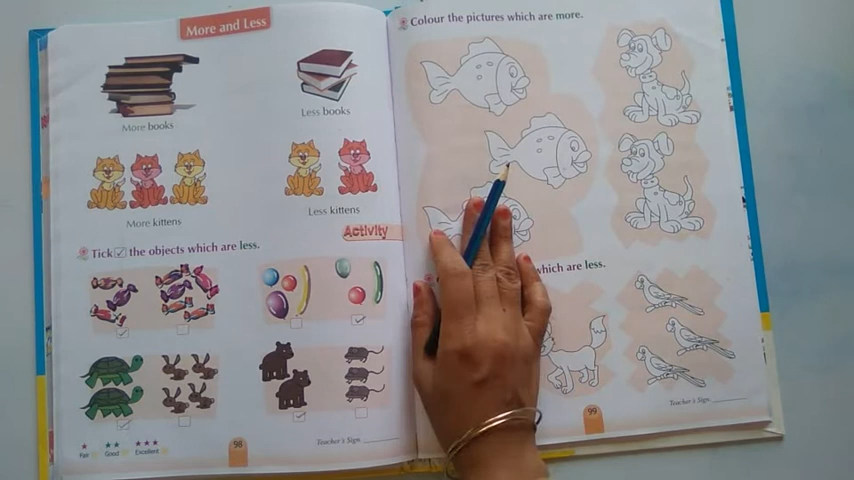 More and Less
More books
Less books
More kittens
Less kittens
Activity
Tick ☑ the objects which are less.
Fair
Good
Excellent
98
Teacher's Sign
Colour the pictures which are more.
which are less.
99
Teacher's Sign